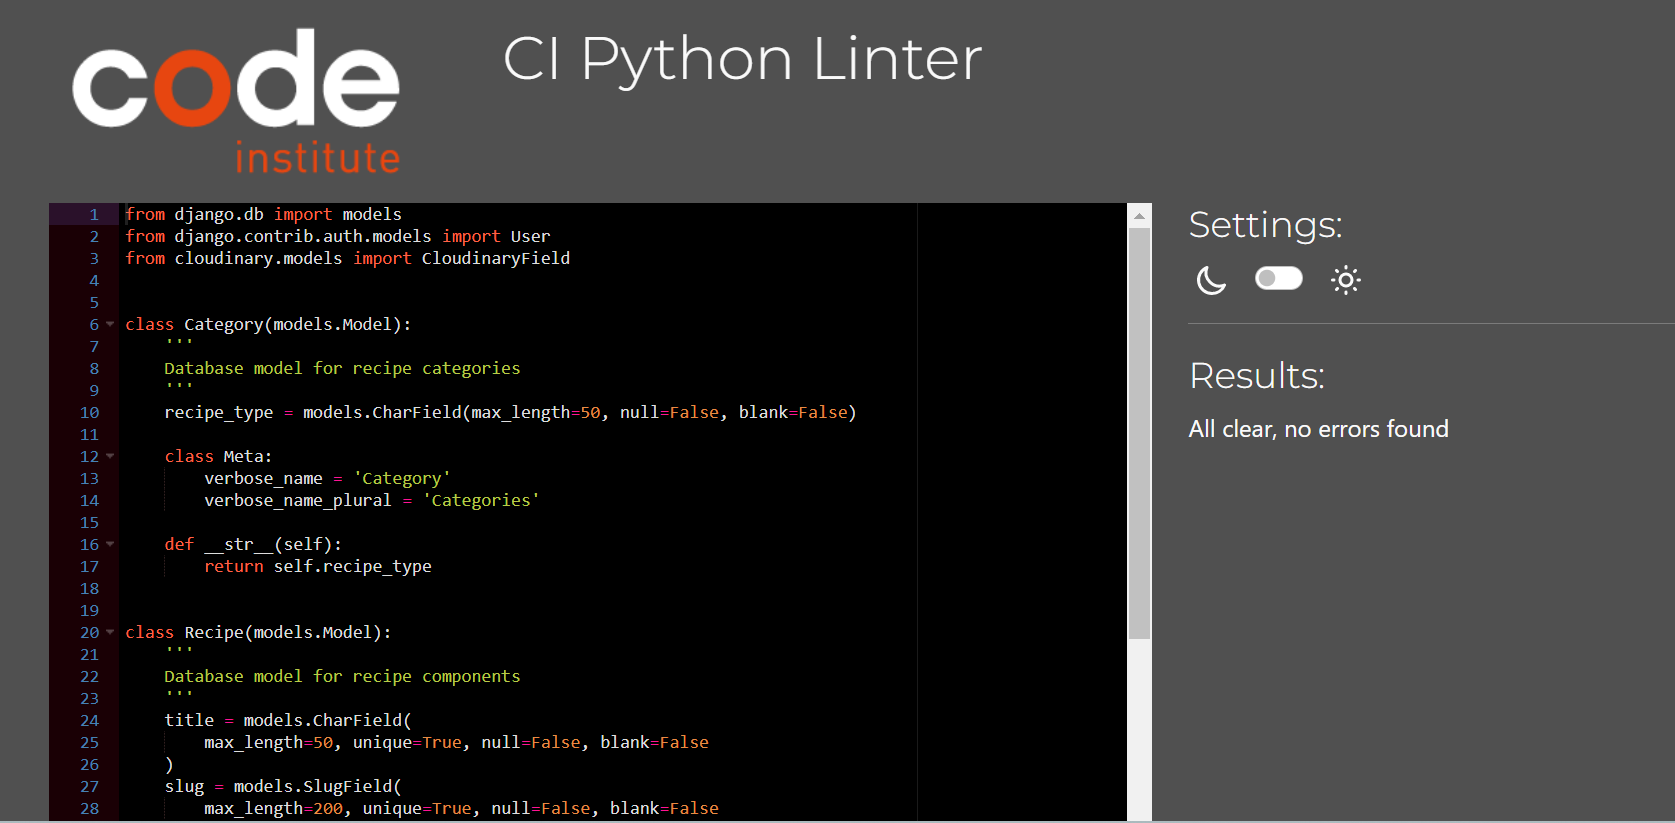 code
institute
CI Python Linter
1 from django.db import models
2 from django.contrib.auth.models import User
3 from cloudinary.models import CloudinaryField
4
5
6 class Category(models.Model):
7     '''
8     Database model for recipe categories
9     '''
10     recipe_type = models.CharField(max_length=50, null=False, blank=False)
11
12     class Meta:
13         verbose_name = 'Category'
14         verbose_name_plural = 'Categories'
15
16     def __str__(self):
17         return self.recipe_type
18
19
20 class Recipe(models.Model):
21     '''
22     Database model for recipe components
23     '''
24     title = models.CharField(
25         max_length=50, unique=True, null=False, blank=False
26     )
27     slug = models.SlugField(
28         max_length=200, unique=True, null=False, blank=False
Settings:
Results:
All clear, no errors found